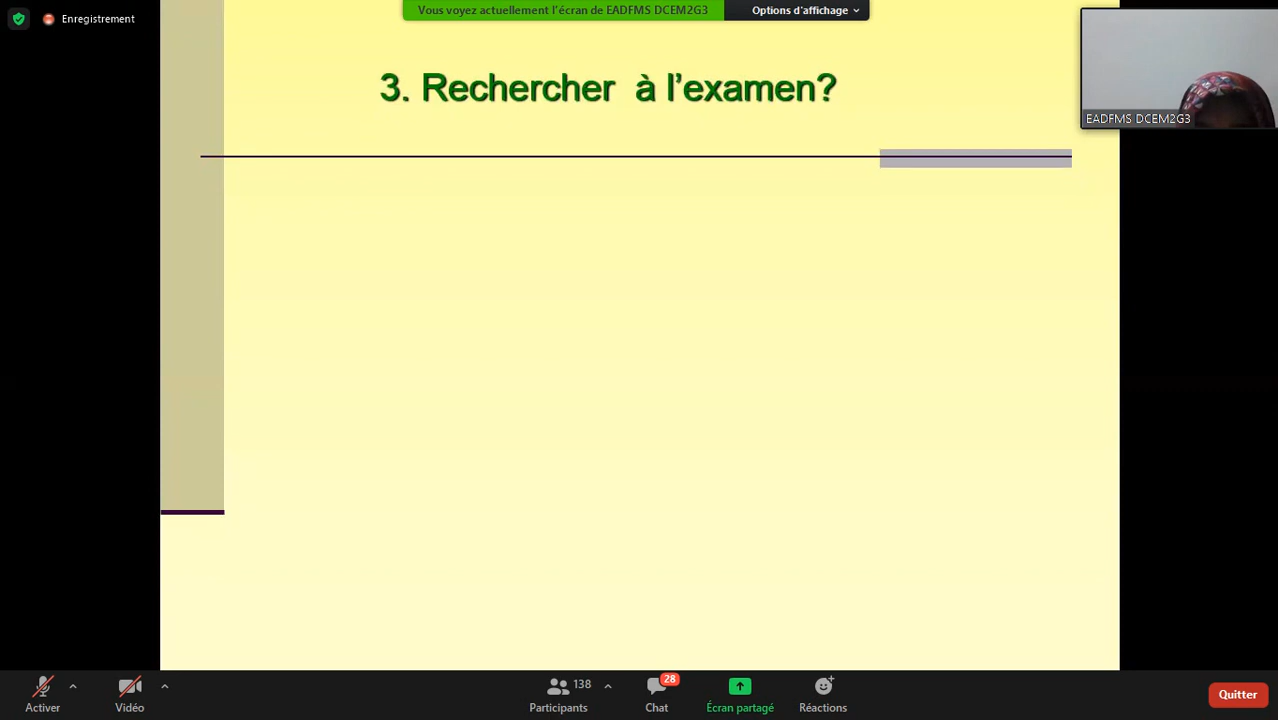 Enregistrement
Vous voyez actuellement l'écran de EADFMS DCEM2G3
Options d'affichage
3. Rechercher à l’examen?
EADFMS DCEM2G3
Activer
Vidéo
138
Participants
28
Chat
Écran partagé
Réactions
Quitter